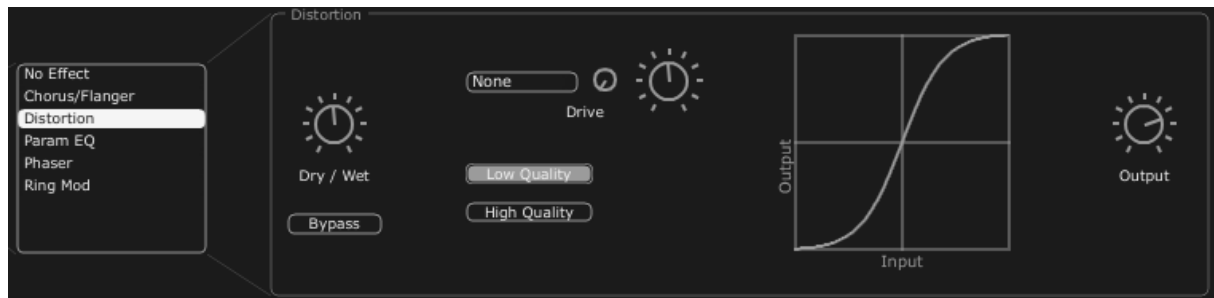 Distortion
No Effect
Chorus/Flanger
Distortion
Param EQ
Phaser
Ring Mod
Dry / Wet
Bypass
None
Drive
Low Quality
High Quality
Output
Input
Output